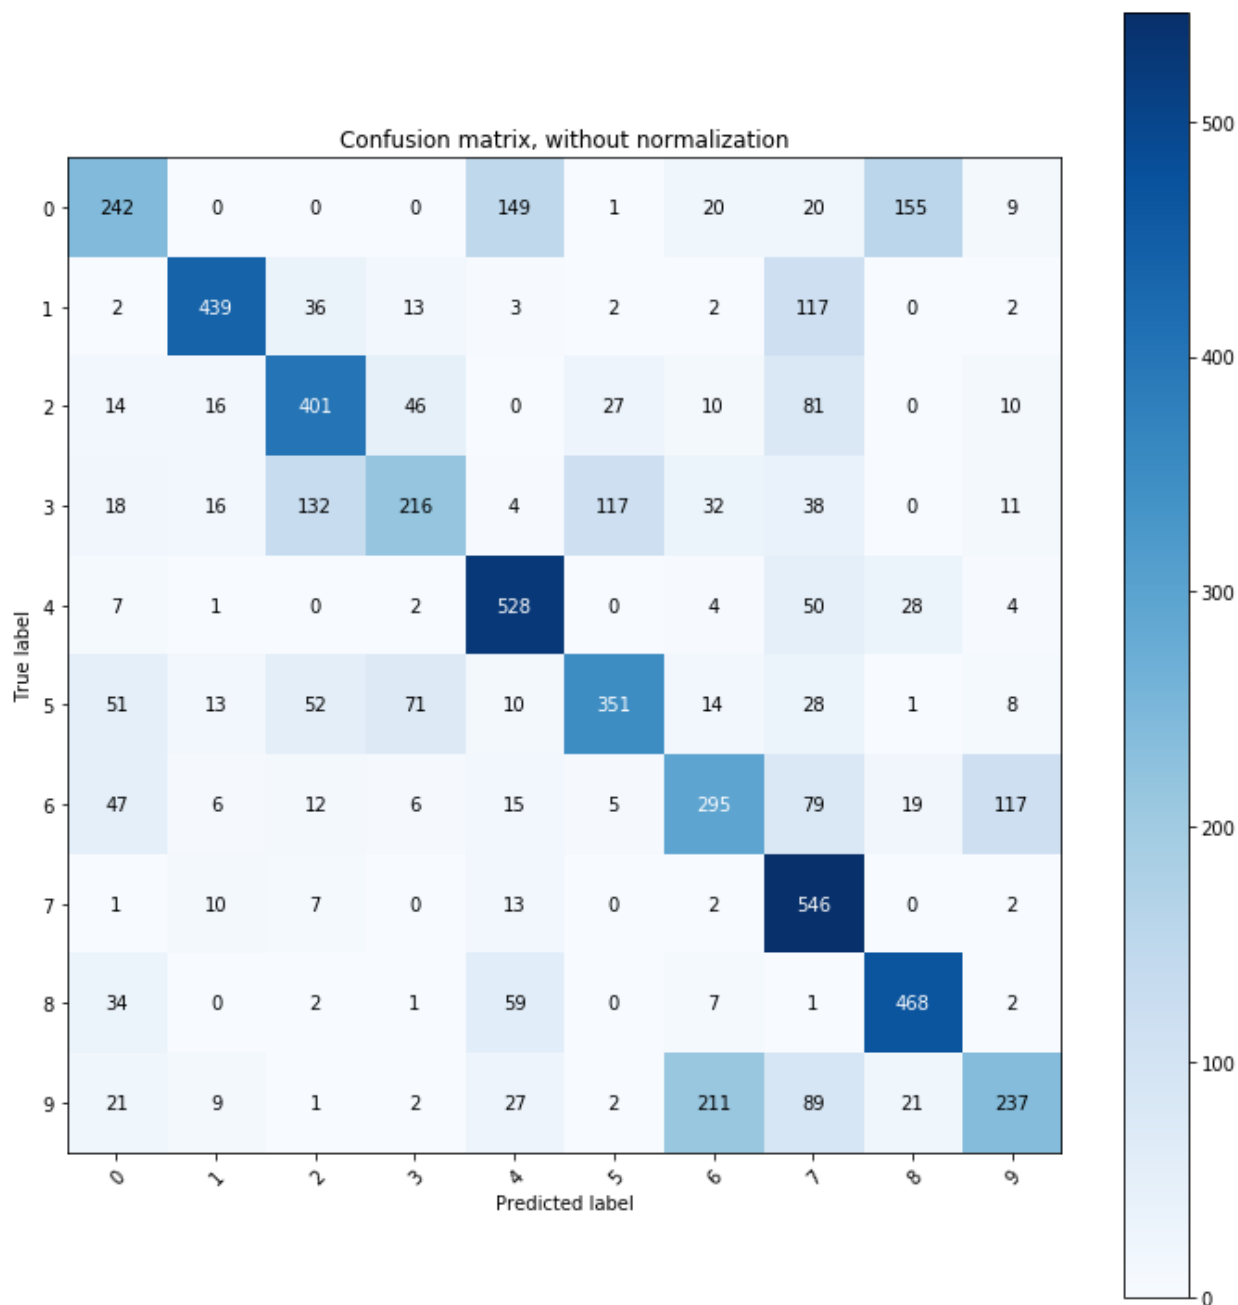 Confusion matrix, without normalization
True label
0 242 0 0 0 149 1 20 20 155 9
1 2 439 36 13 3 2 2 117 0 2
2 14 16 401 46 0 27 10 81 0 10
3 18 16 132 216 4 117 32 38 0 11
4 7 1 0 2 528 0 4 50 28 4
5 51 13 52 71 10 351 14 28 1 8
6 47 6 12 6 15 5 295 79 19 117
7 1 10 7 0 13 0 2 546 0 2
8 34 0 2 1 59 0 7 1 468 2
9 21 9 1 2 27 2 211 89 21 237
0 1 2 3 4 5 6 7 8 9
Predicted label
500
400
300
200
100
0